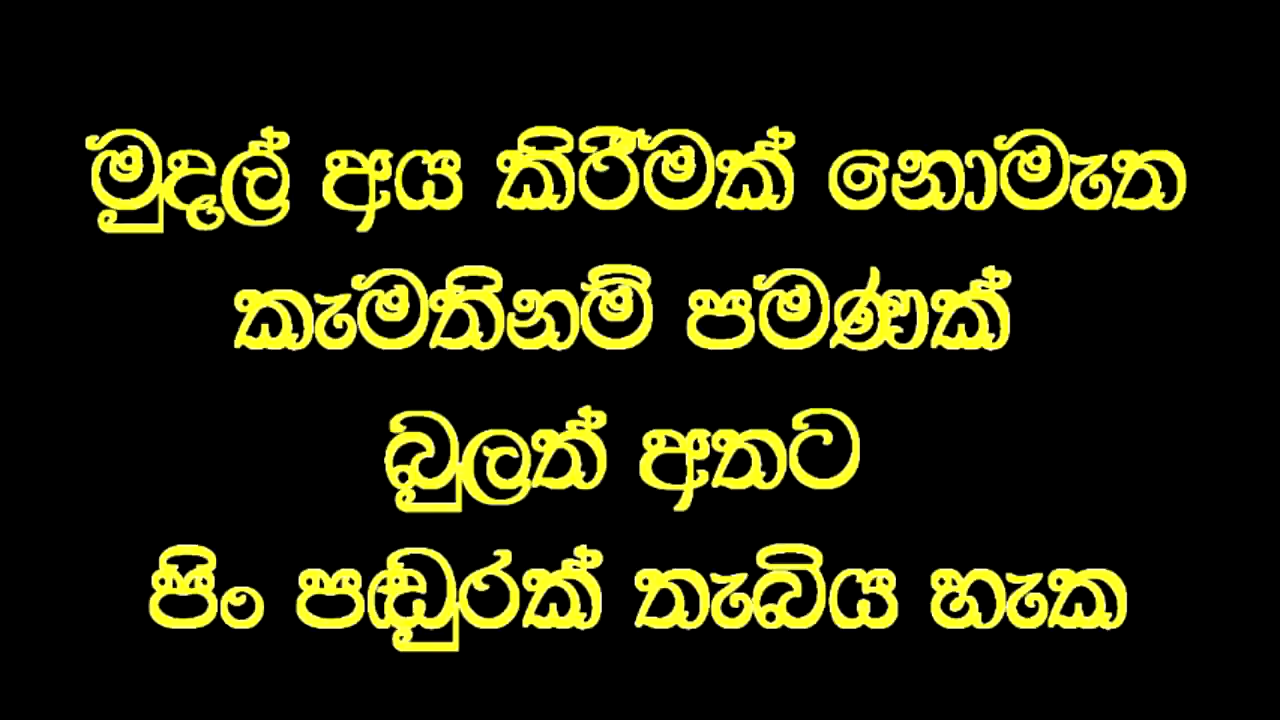 මුදල් අය කිරීමක් නොමැත
කැමතිනම් පමණක්
බුලත් අතට
පිං පඬුරක් තැබිය හැක